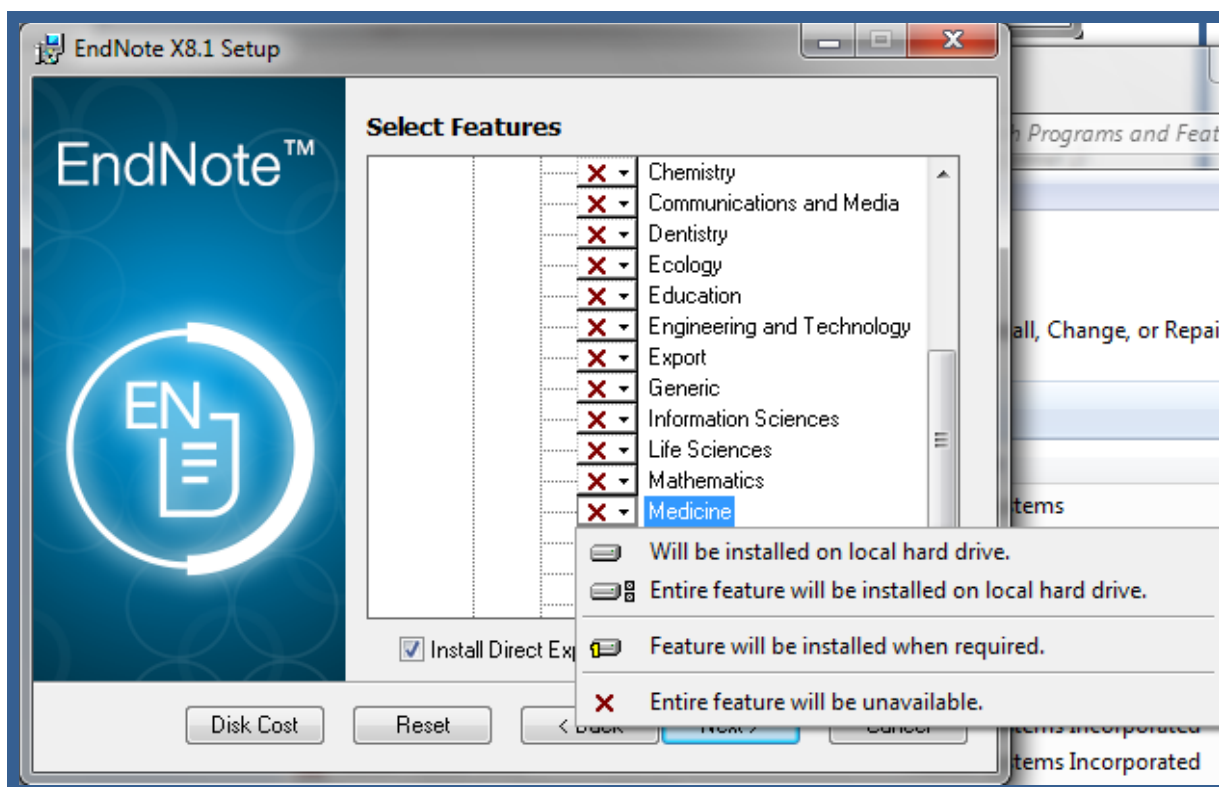 EndNote X8.1 Setup
EndNote™
EN
Select Features
Chemistry
Communications and Media
Dentistry
Ecology
Education
Engineering and Technology
Export
Generic
Information Sciences
Life Sciences
Mathematics
Medicine
Will be installed on local hard drive.
Entire feature will be installed on local hard drive.
Feature will be installed when required.
Entire feature will be unavailable.
Install Direct Ex
Disk Cost
Reset
< Back
Next >
Cancel
h Programs and Feat
all, Change, or Repai
tems
tems Incorporated
tems Incorporated